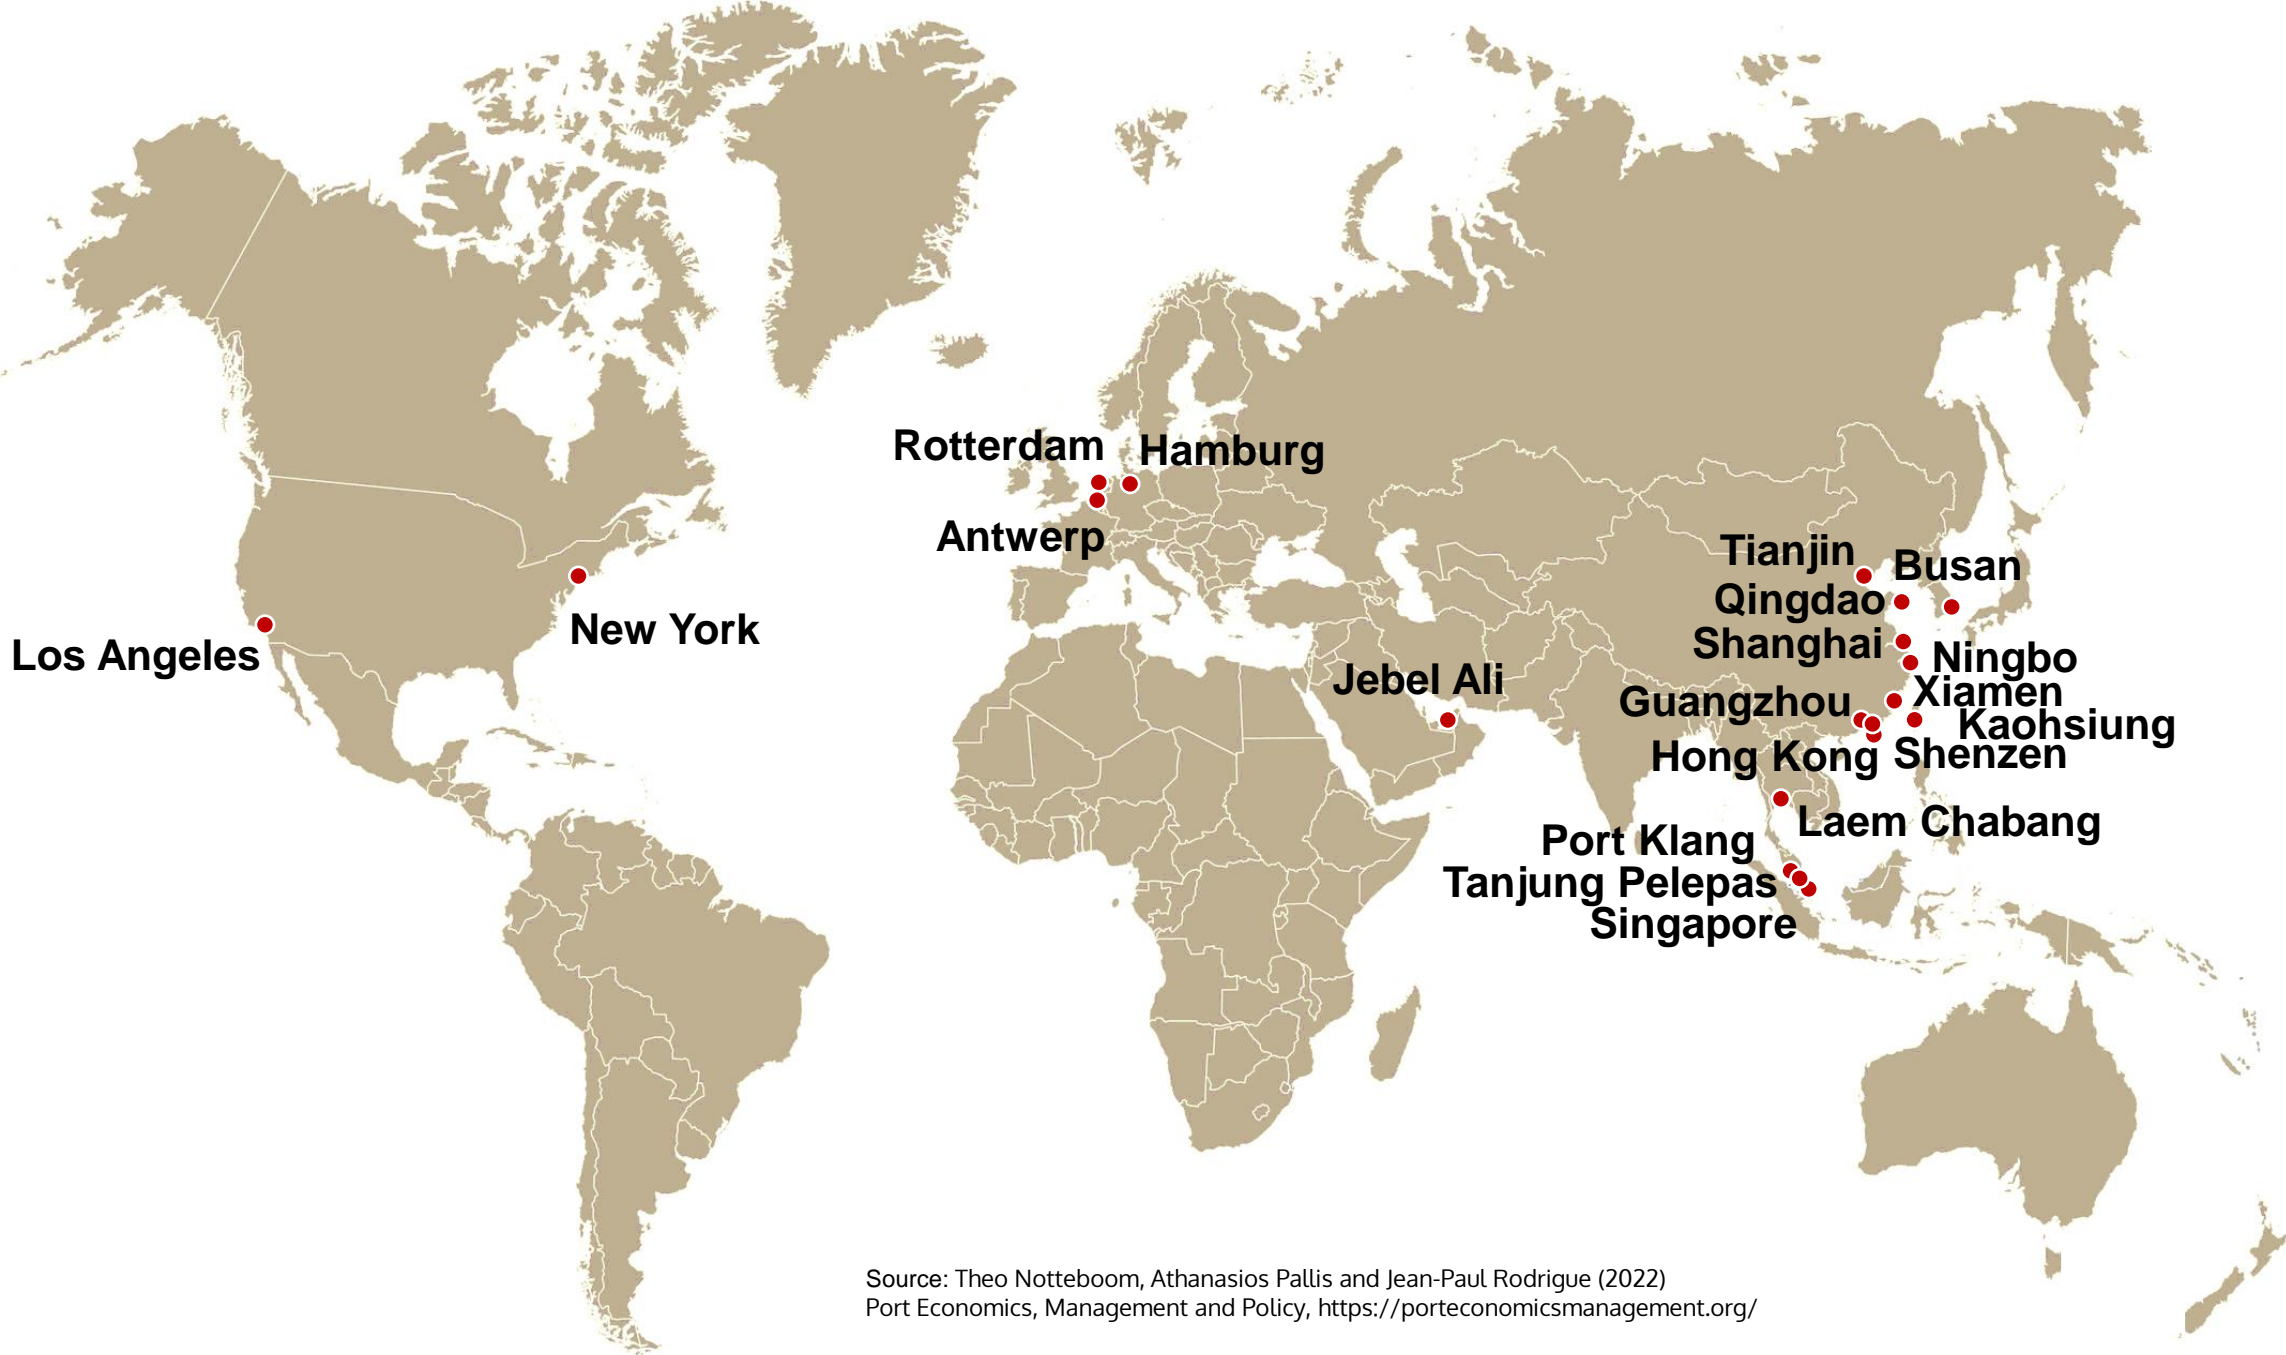 Rotterdam
Hamburg
Antwerp
Tianjin
Busan
Qingdao
New York
Shanghai
Los Angeles
Ningbo
Jebel Ali
Xiamen
Guangzhou
Kaohsiung
Hong Kong
Shenzen
Laem Chabang
Port Klang
Tanjung Pelepas
Singapore
Source: Theo Notteboom, Athanasios Pallis and Jean-Paul Rodrigue (2022)
Port Economics, Management and Policy, https://porteconomicsmanagement.org/